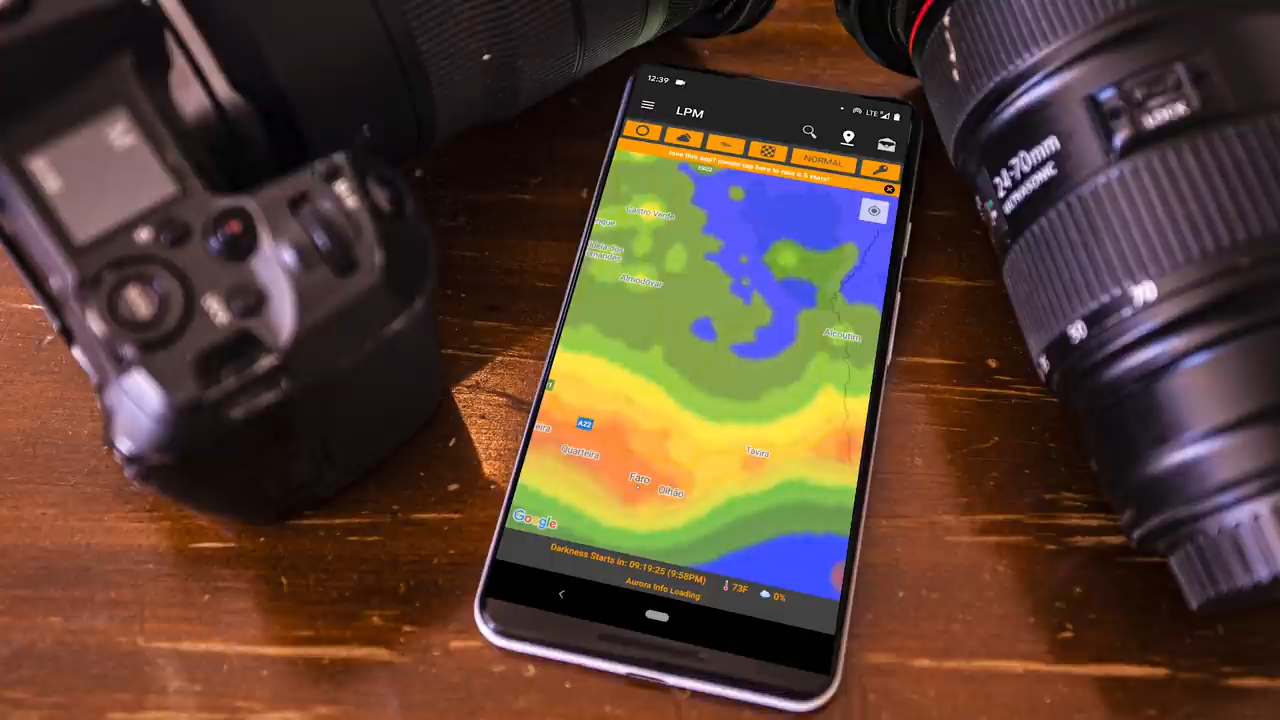 12:39
LTE
LPM
NORMAL
love this app? please tap here to rate it 5 stars!
Castro Verde
Almodôvar
Alcoutim
A22
Quarteira
Tavira
Faro
Olhão
Google
Darkness Starts in: 09:19:25 (9:58PM)
73F
0%
Aurora Info Loading
24-70mm
ULTRASONIC
70
50